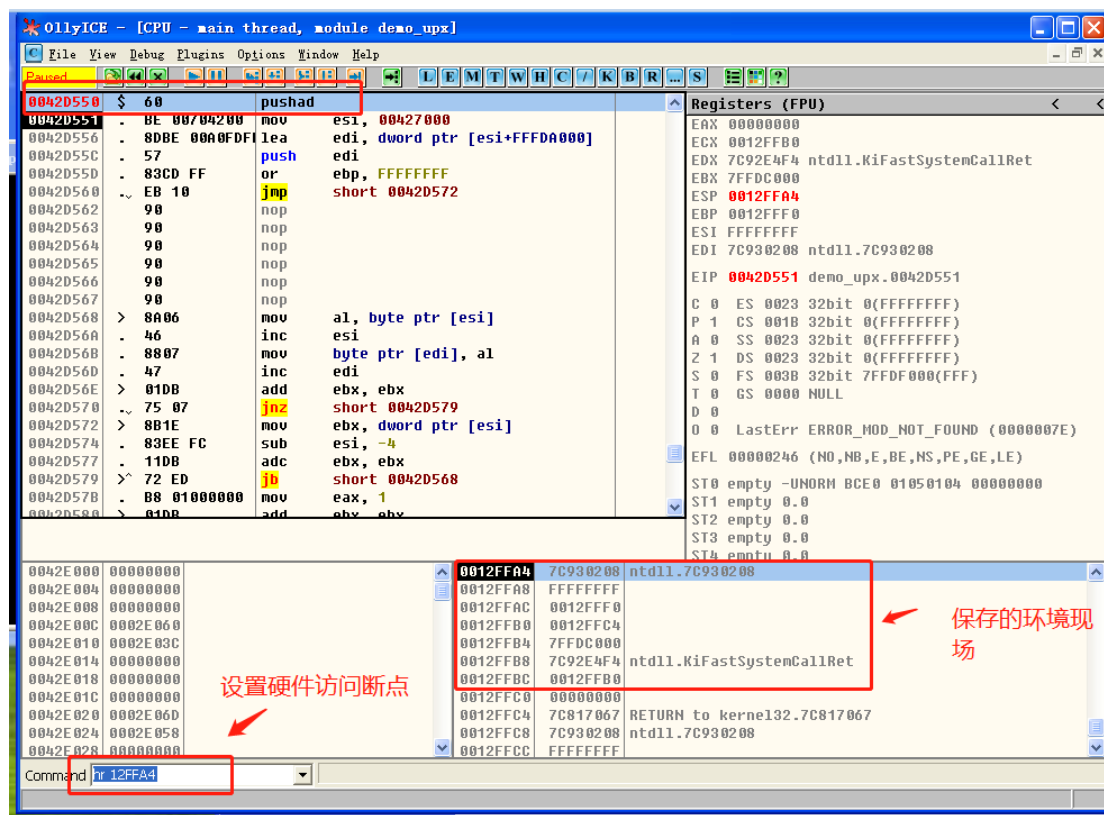 OllyICE - [CPU - main thread, module demo_upx]
File View Debug Plugins Options Window Help
Paused L E M T W H C / K B R ... S ?
0042D550 $ 60 pushad
0042D551 . BE 00704200 mov esi, 00427000
0042D556 . 8DBE 00A0FDFF lea edi, dword ptr [esi+FFFDA000]
0042D55C . 57 push edi
0042D55D . 83CD FF or ebp, FFFFFFFF
0042D560 .v EB 10 jmp short 0042D572
0042D562 90 nop
0042D563 90 nop
0042D564 90 nop
0042D565 90 nop
0042D566 90 nop
0042D567 90 nop
0042D568 > 8A06 mov al, byte ptr [esi]
0042D56A . 46 inc esi
0042D56B . 8807 mov byte ptr [edi], al
0042D56D . 47 inc edi
0042D56E > 01DB add ebx, ebx
0042D570 .v 75 07 jnz short 0042D579
0042D572 > 8B1E mov ebx, dword ptr [esi]
0042D574 . 83EE FC sub esi, -4
0042D577 . 11DB adc ebx, ebx
0042D579 >^ 72 ED jb short 0042D568
0042D57B . B8 01000000 mov eax, 1
0042D580 > 01DB add ebx, ebx
Registers (FPU) < <
EAX 00000000
ECX 0012FFB0
EDX 7C92E4F4 ntdll.KiFastSystemCallRet
EBX 7FFDC000
ESP 0012FFA4
EBP 0012FFF0
ESI FFFFFFFF
EDI 7C930208 ntdll.7C930208
EIP 0042D551 demo_upx.0042D551
C 0 ES 0023 32bit 0(FFFFFFFF)
P 1 CS 001B 32bit 0(FFFFFFFF)
A 0 SS 0023 32bit 0(FFFFFFFF)
Z 1 DS 0023 32bit 0(FFFFFFFF)
S 0 FS 003B 32bit 7FFDF000(FFF)
T 0 GS 0000 NULL
D 0
O 0 LastErr ERROR_MOD_NOT_FOUND (0000007E)
EFL 00000246 (NO,NB,E,BE,NS,PE,GE,LE)
ST0 empty -UNORM BCE0 01050104 00000000
ST1 empty 0.0
ST2 empty 0.0
ST3 empty 0.0
ST4 empty 0.0
0042E000 00000000
0042E004 00000000
0042E008 00000000
0042E00C 0002E060
0042E010 0002E03C
0042E014 00000000
0042E018 00000000
0042E01C 00000000
0042E020 0002E06D
0042E024 0002E058
0042E028 00000000
设置硬件访问断点
0012FFA4 7C930208 ntdll.7C930208
0012FFA8 FFFFFFFF
0012FFAC 0012FFF0
0012FFB0 0012FFC4
0012FFB4 7FFDC000
0012FFB8 7C92E4F4 ntdll.KiFastSystemCallRet
0012FFBC 0012FFB0
0012FFC0 00000000
0012FFC4 7C817067 RETURN to kernel32.7C817067
0012FFC8 7C930208 ntdll.7C930208
0012FFCC FFFFFFFF
保存的环境现
场
Command hr 12FFA4